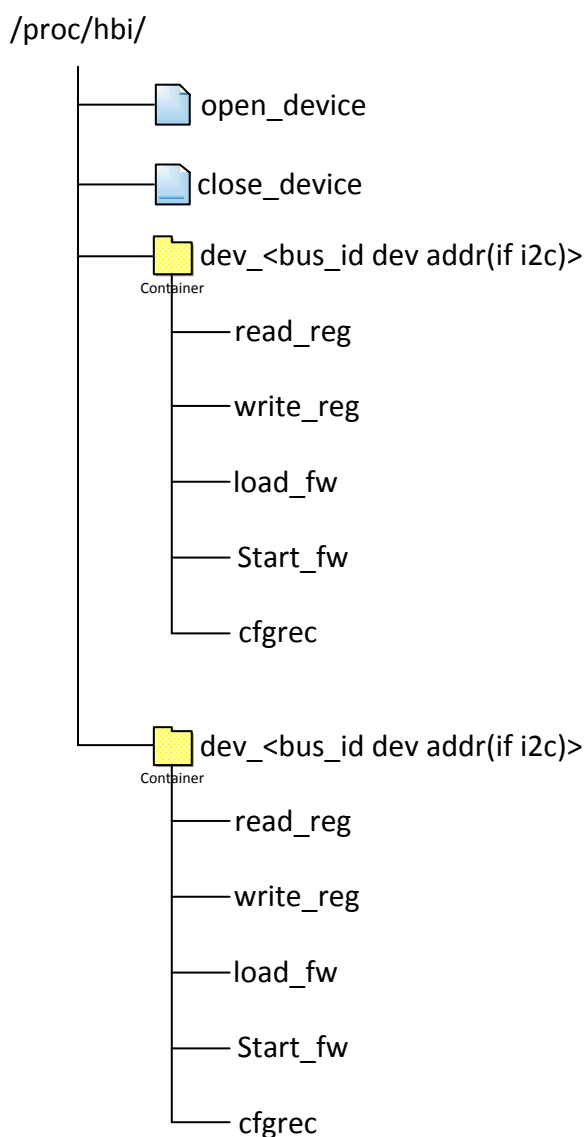 /proc/hbi/
open_device
close_device
dev_<bus_id dev addr(if i2c)>
Container
read_reg
write_reg
load_fw
Start_fw
cfgrec
dev_<bus_id dev addr(if i2c)>
Container
read_reg
write_reg
load_fw
Start_fw
cfgrec